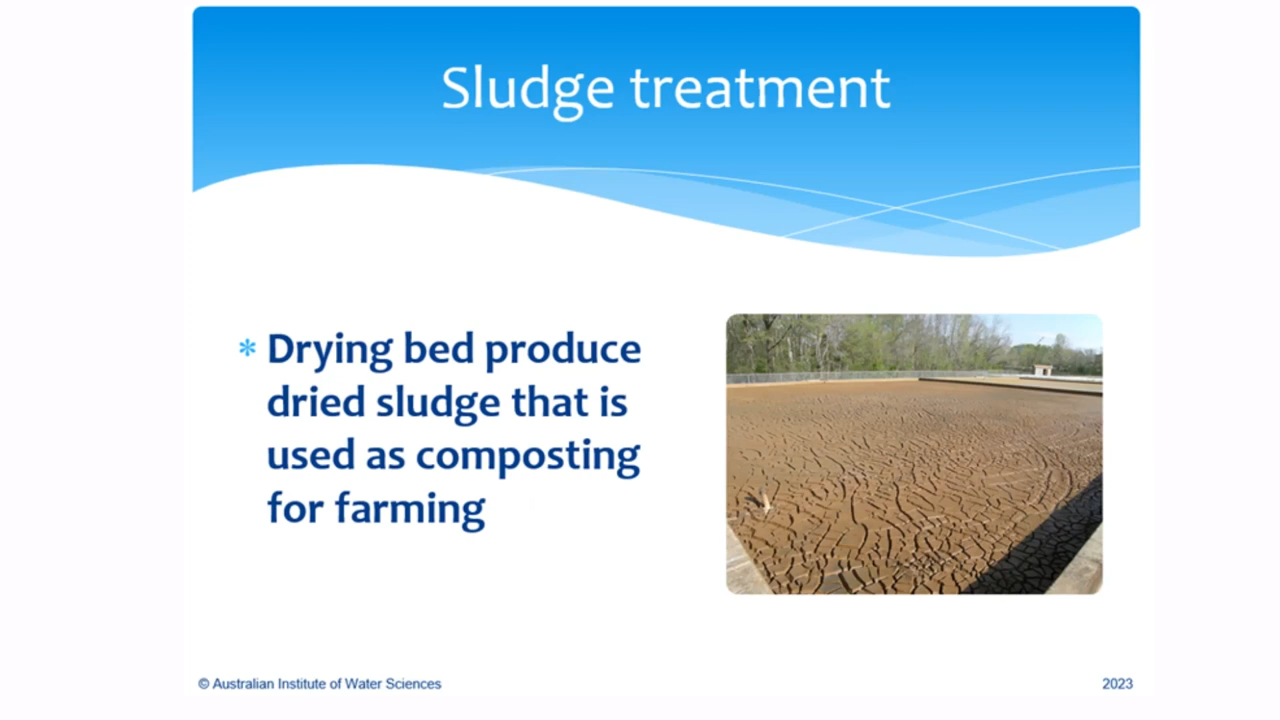 Sludge treatment
* Drying bed produce
dried sludge that is
used as composting
for farming
© Australian Institute of Water Sciences
2023